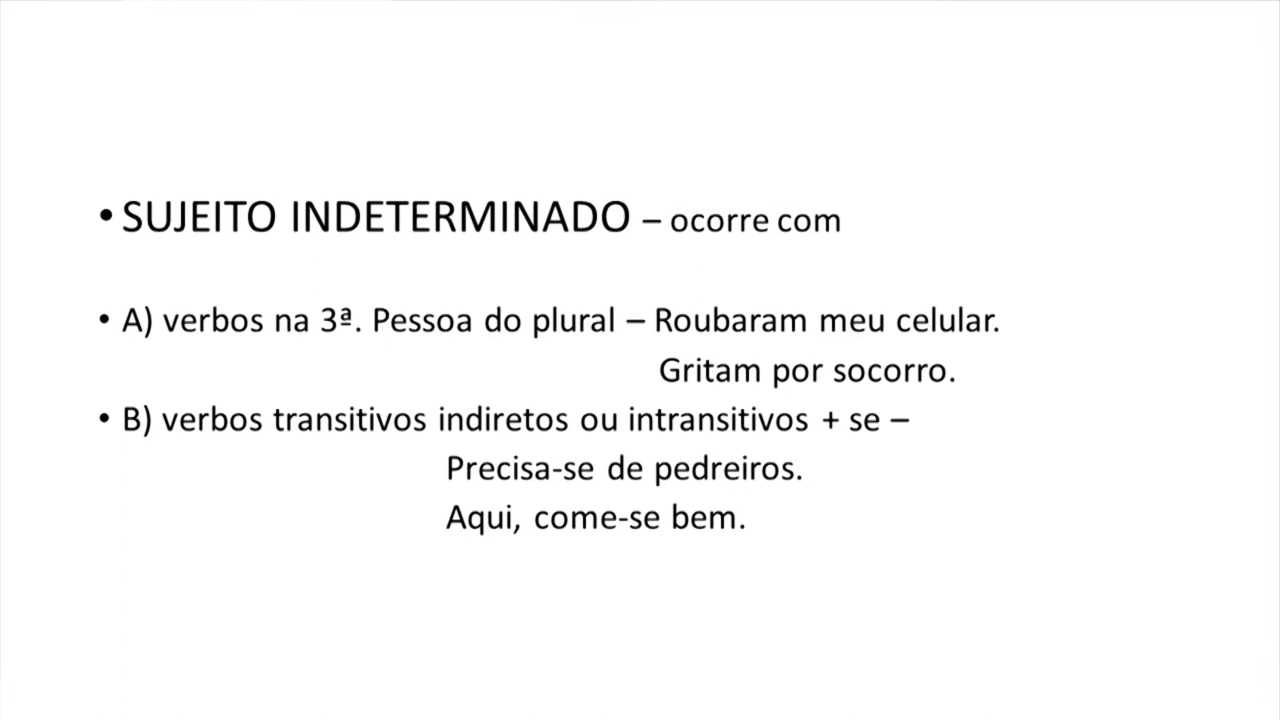 • SUJEITO INDETERMINADO – ocorre com
• A) verbos na 3ª. Pessoa do plural – Roubaram meu celular.
Gritam por socorro.
• B) verbos transitivos indiretos ou intransitivos + se –
Precisa-se de pedreiros.
Aqui, come-se bem.